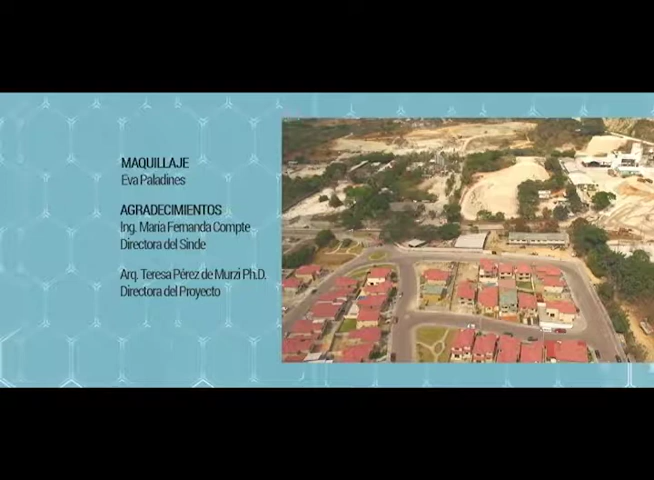 MAQUILLAJE
Eva Paladines
AGRADECIMIENTOS
Ing. María Fernanda Compte
Directora del Sinde
Arq. Teresa Pérez de Murzi Ph.D.
Directora del Proyecto